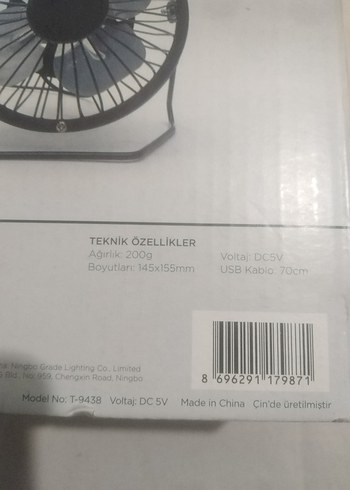 TEKNİK ÖZELLİKLER
Ağırlık: 200g Voltaj: DC5V
Boyutları: 145x155mm USB Kablo: 70cm
8 696291 179871
Ningbo Grade Lighting Co., Limited
No 959, Chengxin Road, Ningbo
Model No: T-9438 Voltaj: DC 5V Made in China Çin'de üretilmiştir